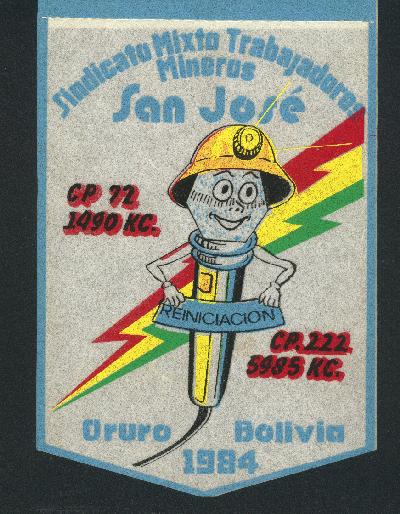 Sindicato Mixto Trabajadores
Mineros
San José
CP 72
1490 KC.
REINICIACION
CP.222
5985 KC.
Oruro Bolivia
1984